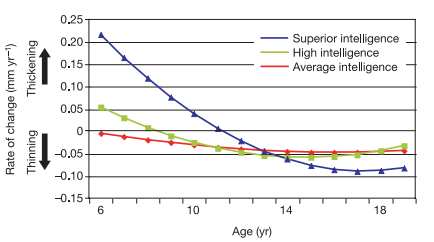 Rate of change (mm yr⁻¹)
Thinning
Thickening
0.25
0.20
0.15
0.10
0.05
0
–0.05
–0.10
–0.15
Superior intelligence
High intelligence
Average intelligence
6
10
14
18
Age (yr)